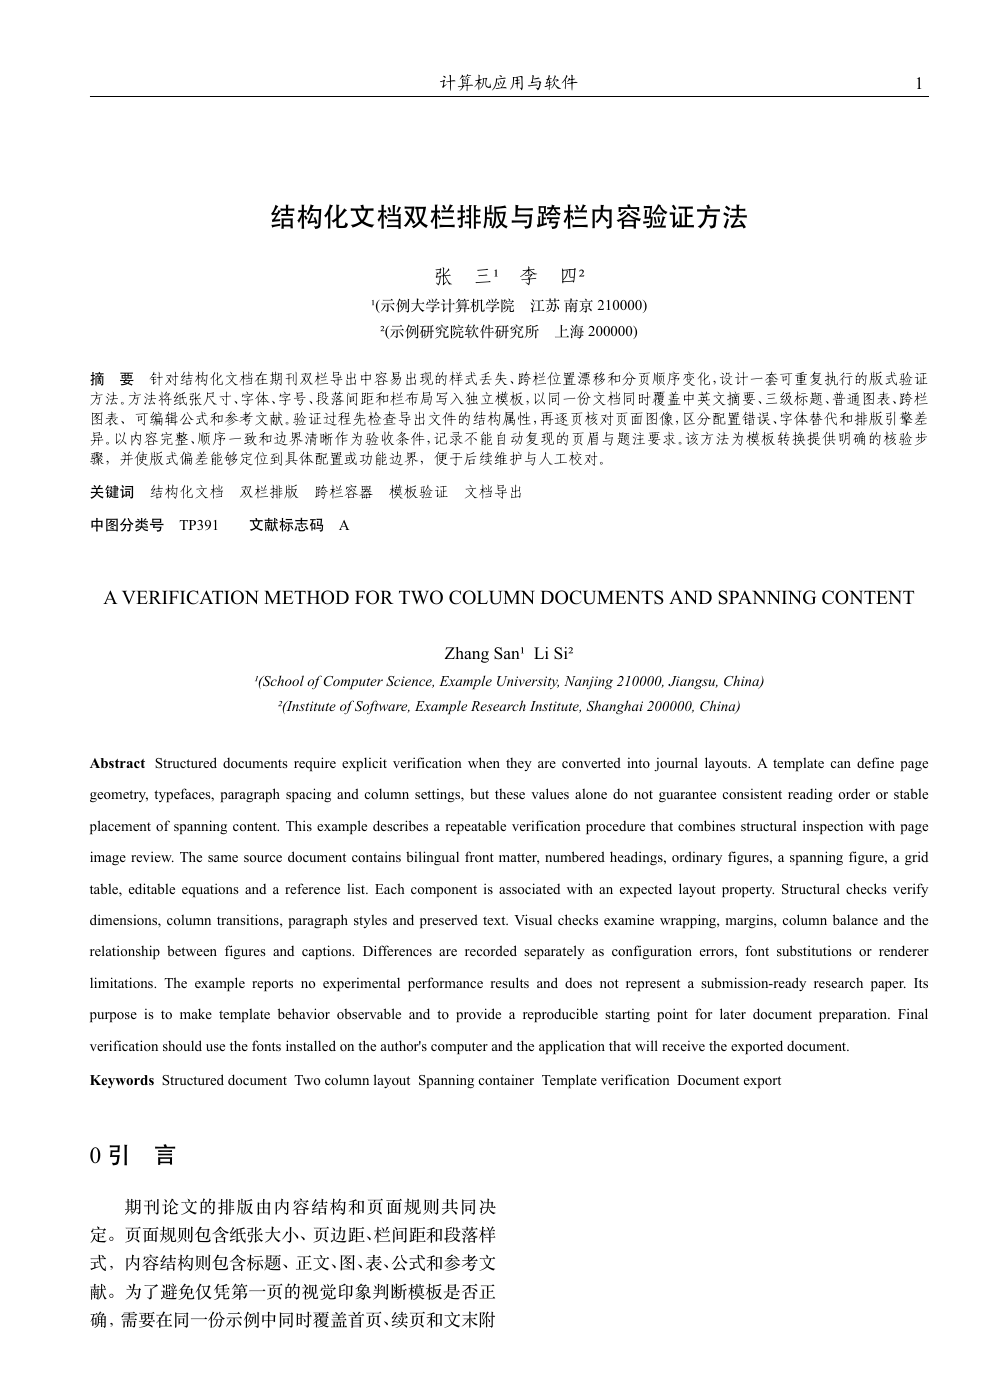 计算机应用与软件 1
结构化文档双栏排版与跨栏内容验证方法
张 三¹ 李 四²
¹(示例大学计算机学院 江苏 南京 210000)
²(示例研究院软件研究所 上海 200000)
摘 要 针对结构化文档在期刊双栏导出中容易出现的样式丢失、跨栏位置漂移和分页顺序变化,设计一套可重复执行的版式验证
方法。方法将纸张尺寸、字体、字号、段落间距和栏布局写入独立模板,以同一份文档同时覆盖中英文摘要、三级标题、普通图表、跨栏
图表、可编辑公式和参考文献。验证过程先检查导出文件的结构属性,再逐页核对页面图像,区分配置错误、字体替代和排版引擎差
异。以内容完整、顺序一致和边界清晰作为验收条件,记录不能自动复现的页眉与题注要求。该方法为模板转换提供明确的核验步
骤，并使版式偏差能够定位到具体配置或功能边界，便于后续维护与人工校对。
关键词 结构化文档 双栏排版 跨栏容器 模板验证 文档导出
中图分类号 TP391 文献标志码 A
A VERIFICATION METHOD FOR TWO COLUMN DOCUMENTS AND SPANNING CONTENT
Zhang San¹ Li Si²
¹(School of Computer Science, Example University, Nanjing 210000, Jiangsu, China)
²(Institute of Software, Example Research Institute, Shanghai 200000, China)
Abstract Structured documents require explicit verification when they are converted into journal layouts. A template can define page
geometry, typefaces, paragraph spacing and column settings, but these values alone do not guarantee consistent reading order or stable
placement of spanning content. This example describes a repeatable verification procedure that combines structural inspection with page
image review. The same source document contains bilingual front matter, numbered headings, ordinary figures, a spanning figure, a grid
table, editable equations and a reference list. Each component is associated with an expected layout property. Structural checks verify
dimensions, column transitions, paragraph styles and preserved text. Visual checks examine wrapping, margins, column balance and the
relationship between figures and captions. Differences are recorded separately as configuration errors, font substitutions or renderer
limitations. The example reports no experimental performance results and does not represent a submission-ready research paper. Its
purpose is to make template behavior observable and to provide a reproducible starting point for later document preparation. Final
verification should use the fonts installed on the author's computer and the application that will receive the exported document.
Keywords Structured document Two column layout Spanning container Template verification Document export
0 引 言
期刊论文的排版由内容结构和页面规则共同决
定。页面规则包含纸张大小、页边距、栏间距和段落样
式，内容结构则包含标题、正文、图、表、公式和参考文
献。为了避免仅凭第一页的视觉印象判断模板是否正
确，需要在同一份示例中同时覆盖首页、续页和文末附